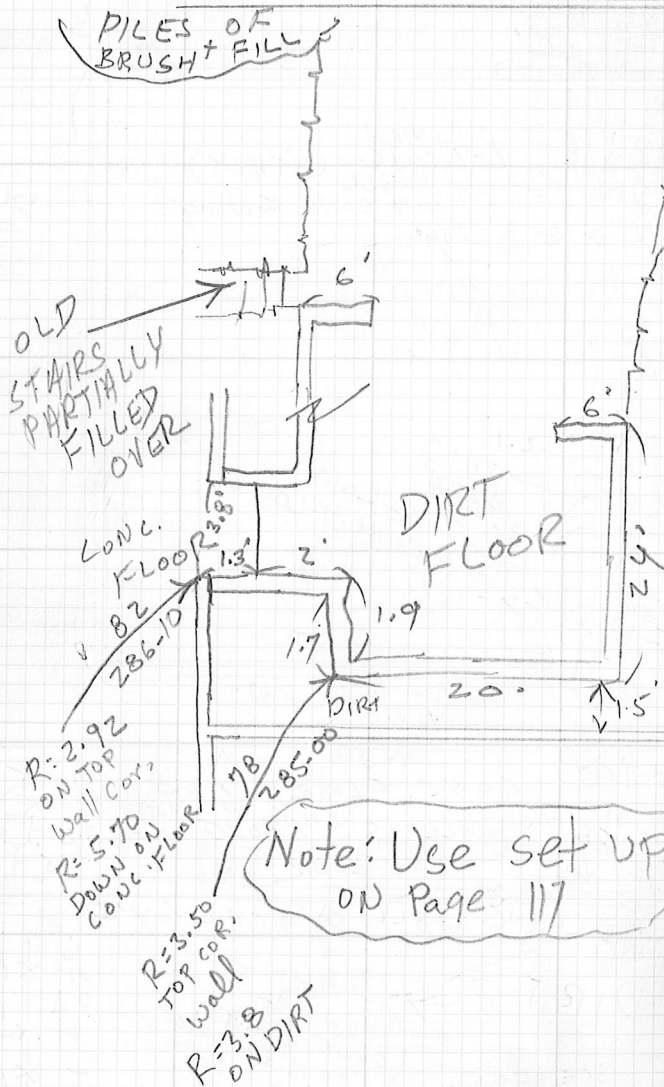 PILES OF
BRUSH + FILL
6'
OLD
STAIRS
PARTIALLY
FILLED
OVER
6'
DIRT
FLOOR
3.8'
CONC.
FLOOR
1.3'
2'
1.9
1.7
20.
DIRT
1.5'
82
286-10
78
285-00
R=2.92
ON TOP
Wall Cor.
R=5.70
DOWN ON
CONC. FLOOR
Note: Use set up
ON Page 117
R=3.50
TOP COR.
Wall
R=3.8
ON DIRT